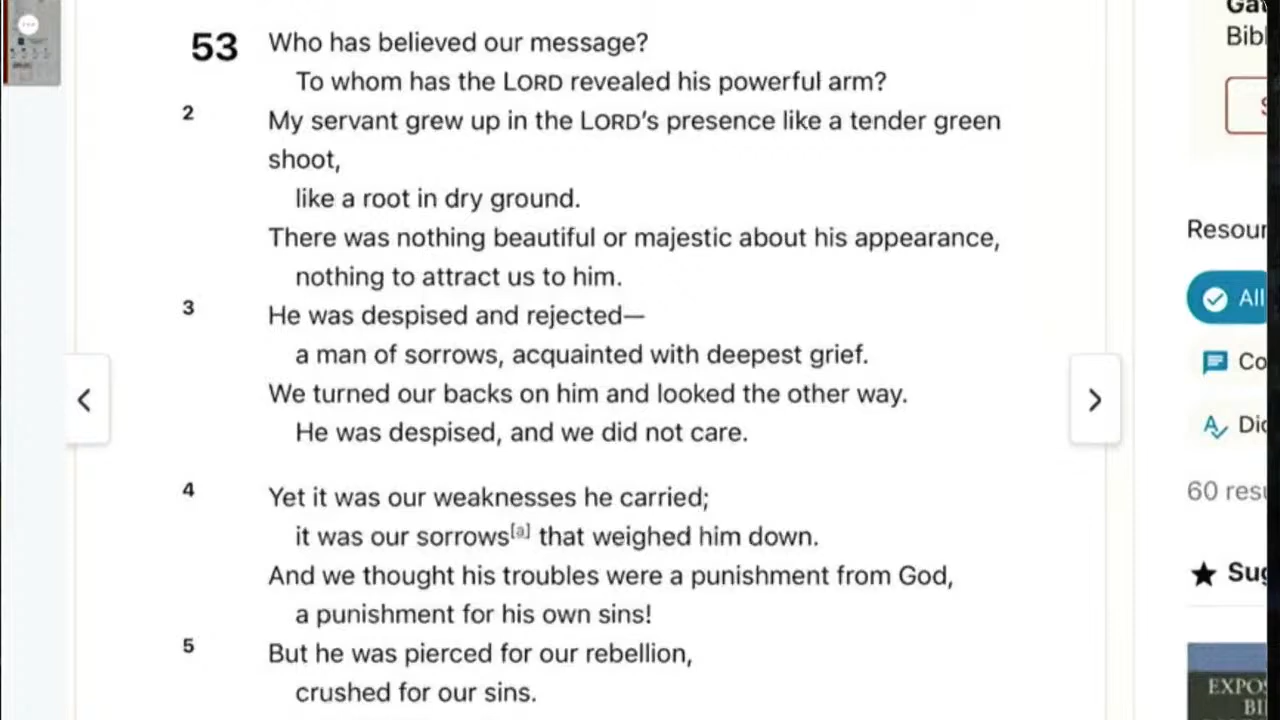 53 Who has believed our message?
To whom has the LORD revealed his powerful arm?
2 My servant grew up in the LORD's presence like a tender green
shoot,
like a root in dry ground.
There was nothing beautiful or majestic about his appearance,
nothing to attract us to him.
3 He was despised and rejected—
a man of sorrows, acquainted with deepest grief.
We turned our backs on him and looked the other way.
He was despised, and we did not care.
4 Yet it was our weaknesses he carried;
it was our sorrows[a] that weighed him down.
And we thought his troubles were a punishment from God,
a punishment for his own sins!
5 But he was pierced for our rebellion,
crushed for our sins.
Bibl
Resour
All
Co
Dic
60 resu
Sug
EXPOS
BI